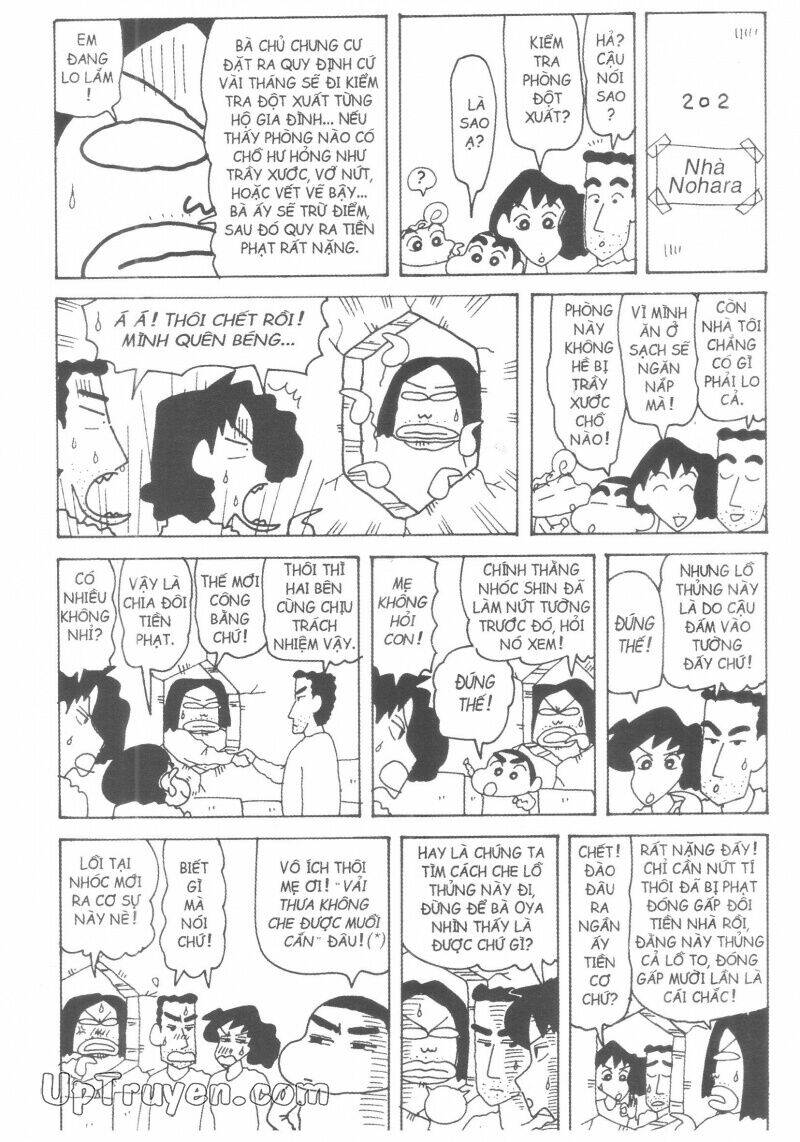 202
Nhà
Nohara
HẢ?
CẬU
NÓI
SAO?
KIỂM
TRA
PHÒNG
ĐỘT
XUẤT?
LÀ
SAO
Ạ?
?
BÀ CHỦ CHUNG CƯ
ĐẶT RA QUY ĐỊNH CỨ
VÀI THÁNG SẼ ĐI KIỂM
TRA ĐỘT XUẤT TỪNG
HỘ GIA ĐÌNH... NẾU
THẤY PHÒNG NÀO CÓ
CHỖ HƯ HỎNG NHƯ
TRẦY XƯỚC, VỠ NỨT,
HOẶC VẾT VẼ BẬY...
BÀ ẤY SẼ TRỪ ĐIỂM,
SAU ĐÓ QUY RA TIỀN
PHẠT RẤT NẶNG.
EM
ĐANG
LO LẮM
!
CÒN
NHÀ TÔI
CHẲNG
CÓ GÌ
PHẢI LO
CẢ.
VÌ MÌNH
ĂN Ở
SẠCH SẼ
NGĂN
NẮP
MÀ!
PHÒNG
NÀY
KHÔNG
HỀ BỊ
TRẦY
XƯỚC
CHỖ
NÀO!
Á Á! THÔI CHẾT RỒI!
MÌNH QUÊN BÉNG...
NHƯNG LỖ
THỦNG NÀY
LÀ DO CẬU
ĐẤM VÀO
TƯỜNG
ĐẤY CHỨ!
ĐÚNG
THẾ!
CHÍNH THẰNG
NHÓC SHIN ĐÃ
LÀM NỨT TƯỜNG
TRƯỚC ĐÓ, HỎI
NÓ XEM!
ĐÚNG
THẾ!
MẸ
KHÔNG
HỎI
CON!
THÔI THÌ
HAI BÊN
CÙNG CHỊU
TRÁCH
NHIỆM VẬY.
THẾ MỚI
CÔNG
BẰNG
CHỨ!
VẬY LÀ
CHIA ĐÔI
TIỀN
PHẠT.
CÓ
NHIỀU
KHÔNG
NHỈ?
RẤT NẶNG ĐẤY!
CHỈ CẦN NỨT TÍ
THÔI ĐÃ BỊ PHẠT
ĐÓNG GẤP ĐÔI
TIỀN NHÀ RỒI,
ĐẰNG NÀY THỦNG
CẢ LỖ TO, ĐÓNG
GẤP MƯỜI LẦN LÀ
CÁI CHẮC!
CHẾT!
ĐÀO
ĐÂU
RA
NGẦN
ẤY
TIỀN
CƠ
CHỨ?
HAY LÀ CHÚNG TA
TÌM CÁCH CHE LỖ
THỦNG NÀY ĐI,
ĐỪNG ĐỂ BÀ OYA
NHÌN THẤY LÀ
ĐƯỢC CHỨ GÌ?
VÔ ÍCH THÔI
MẸ ƠI! "VẢI
THƯA KHÔNG
CHE ĐƯỢC MUỖI
CẮN" ĐÂU!(*)
BIẾT
GÌ
MÀ
NÓI
CHỨ!
LỖI TẠI
NHÓC MỚI
RA CƠ SỰ
NÀY NÈ!
UpTruyen.com